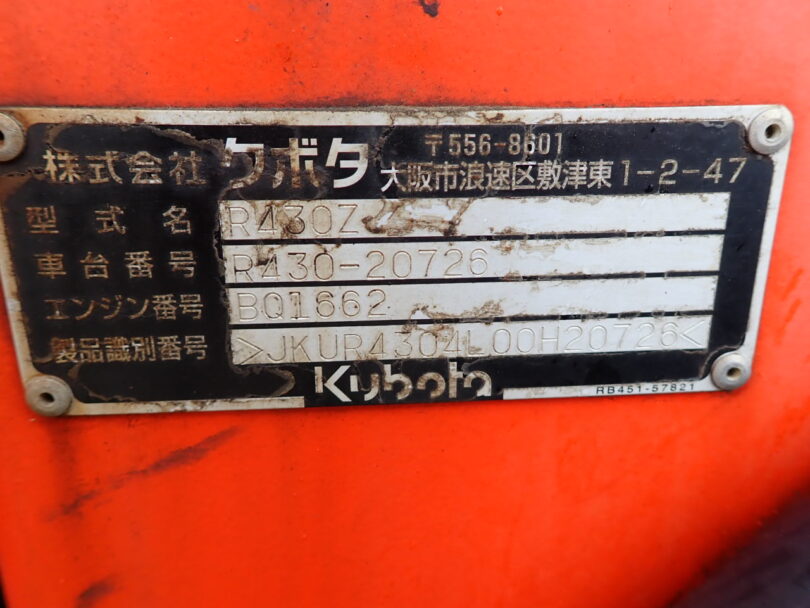 株式会社 クボタ 〒556-8601
大阪市浪速区敷津東1-2-47
型式名 R430Z
車台番号 R430-20726
エンジン番号 BQ1662
製品識別番号 >JKUR4304L00H20726<
Kubota
RB451-57821